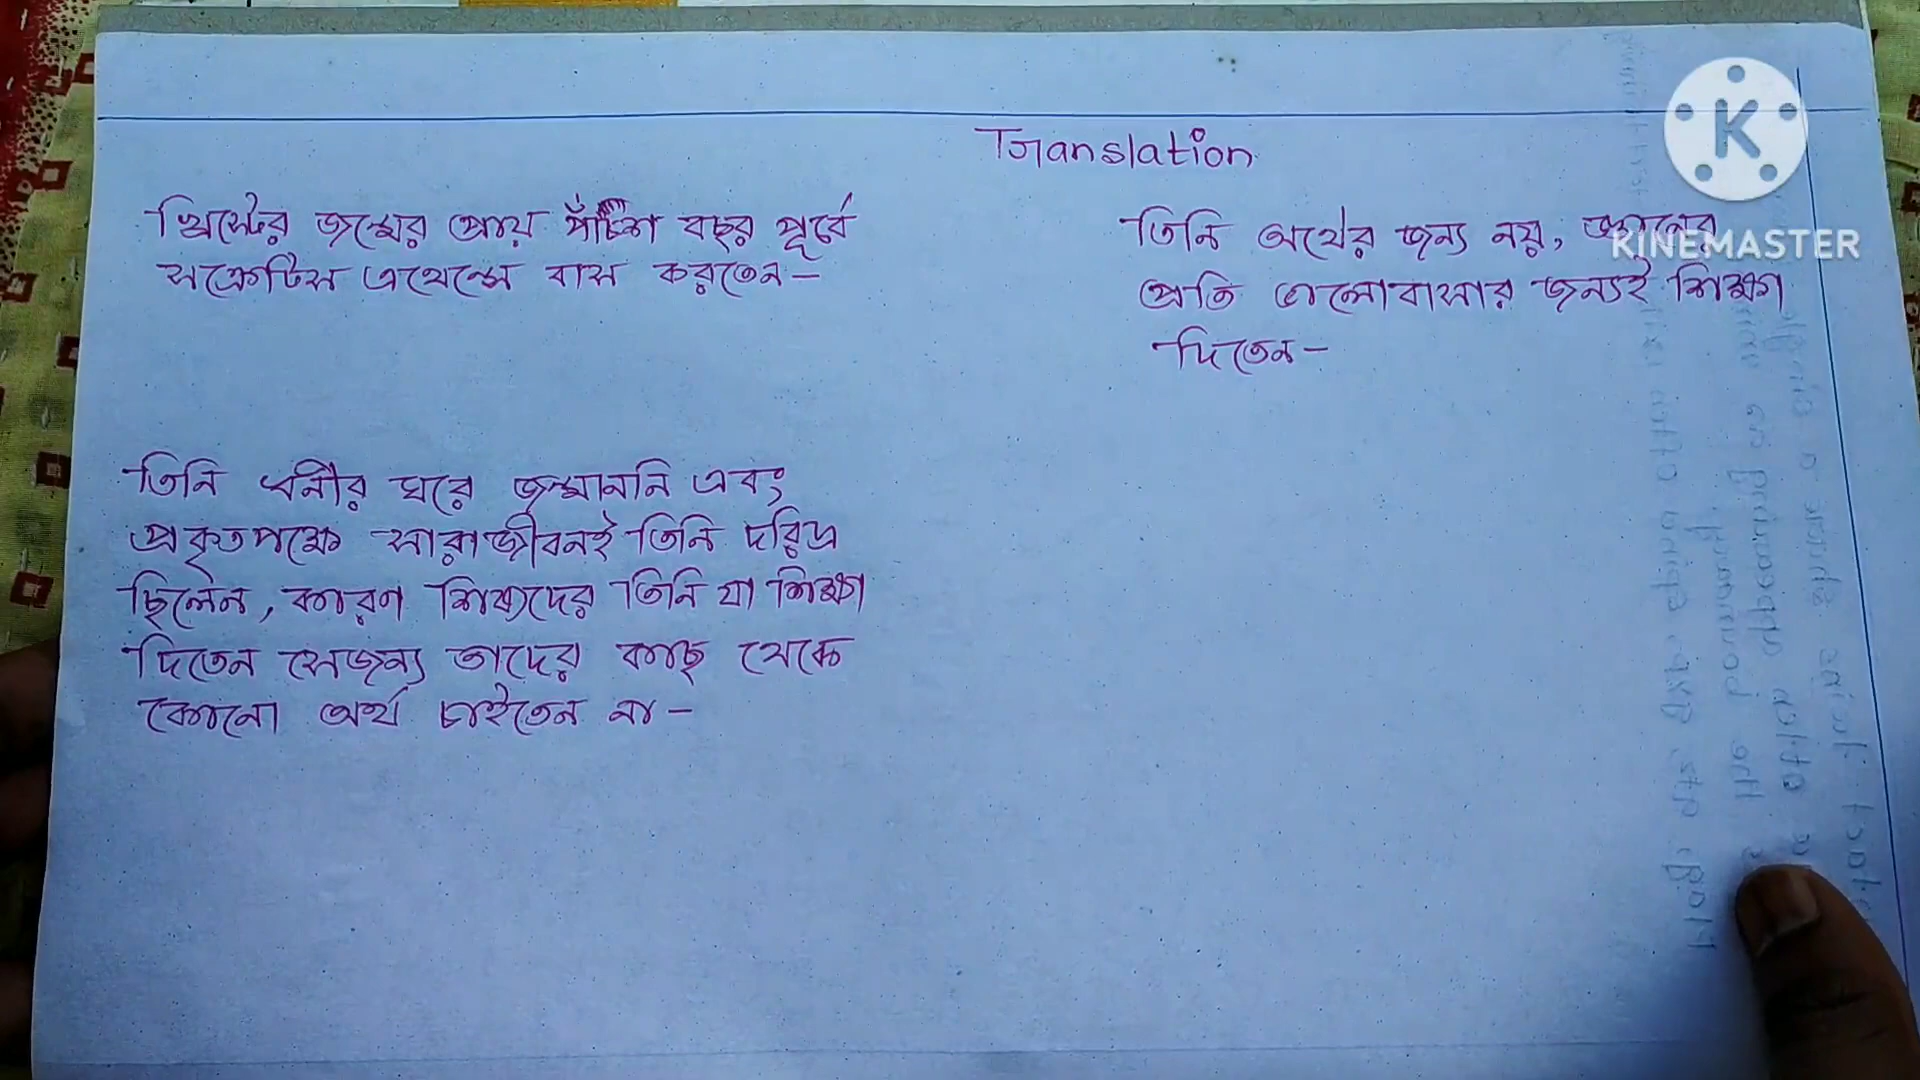 Translation
খ্রিস্টের জন্মের প্রায় পাঁচশ বছর পূর্বে
সক্রেটিস এথেন্সে বাস করতেন-
তিনি ধনীর ঘরে জন্মাননি এবং
প্রকৃতপক্ষে সারাজীবনই তিনি দরিদ্র
ছিলেন, কারণ শিষ্যদের তিনি যা শিক্ষা
দিতেন সেজন্য তাদের কাছ থেকে
কোনো অর্থ চাইতেন না-
তিনি অর্থের জন্য নয়, জ্ঞানের
প্রতি ভালোবাসার জন্যই শিক্ষা
দিতেন-
K
KINEMASTER